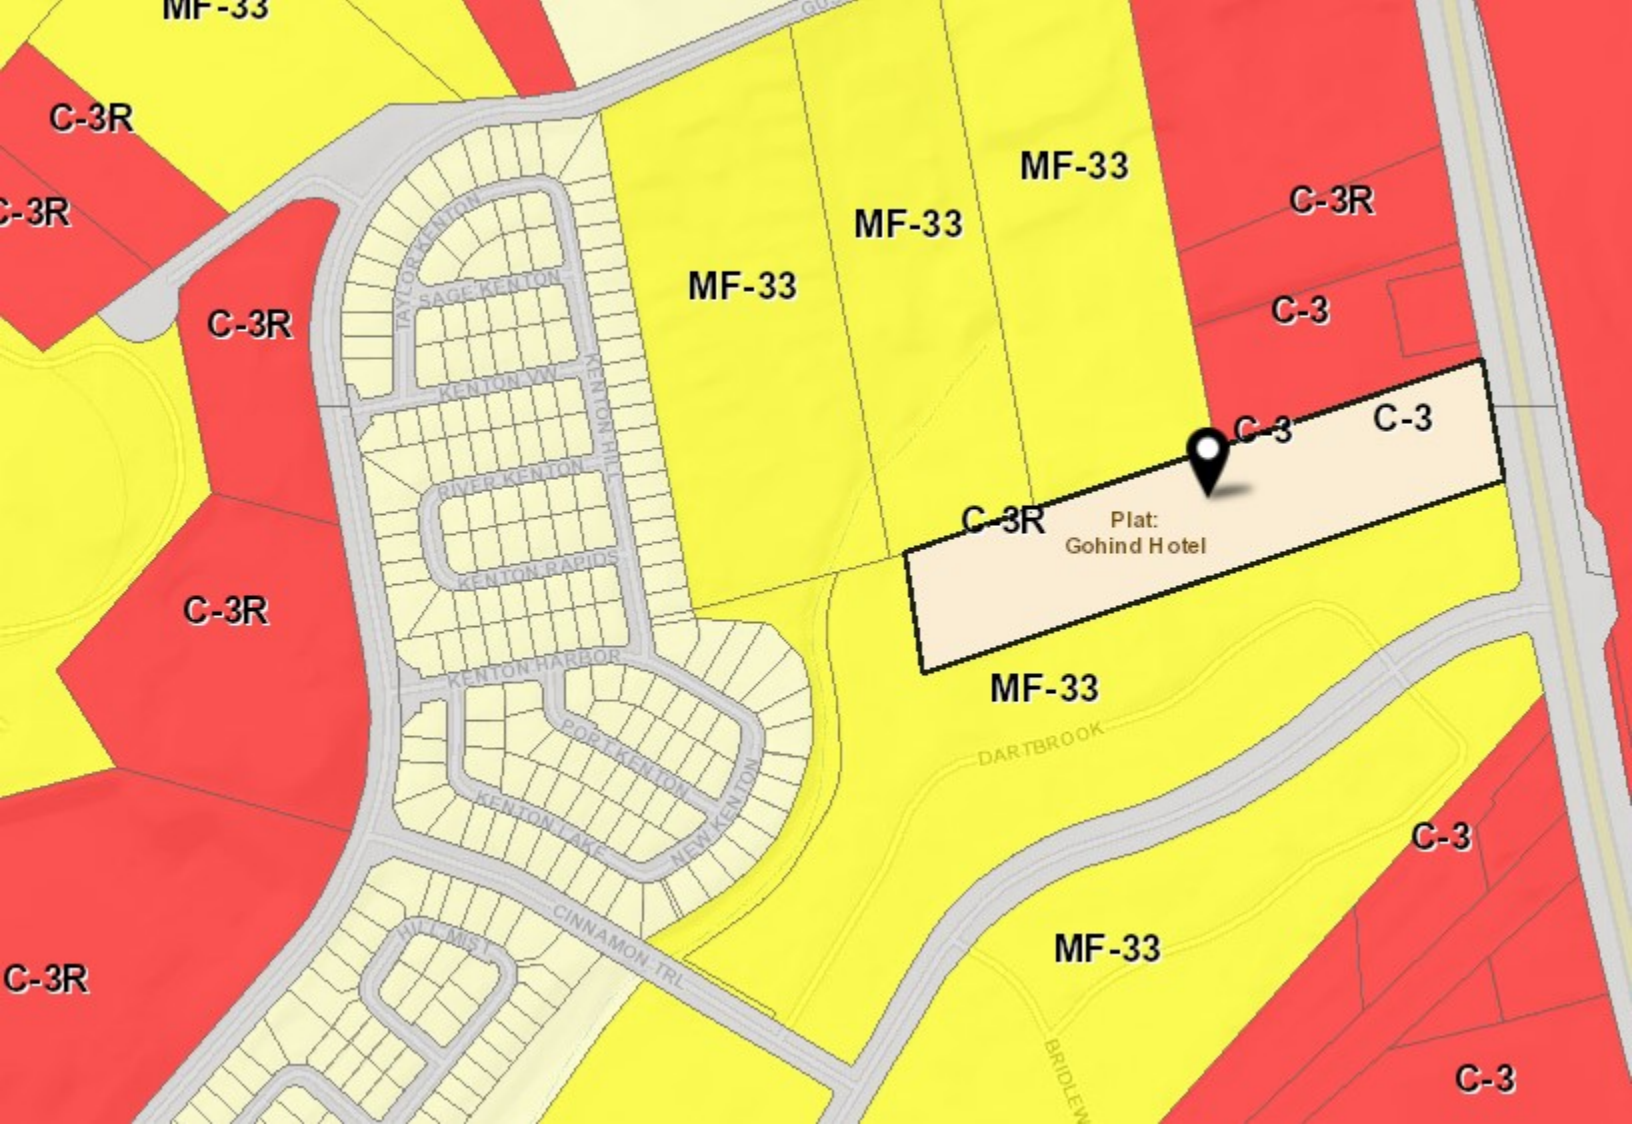 MF-33
C-3R
MF-33
C-3R
C-3R
MF-33
TAYLOR KENTON
SAGE KENTON
MF-33
C-3
C-3R
KENTON VW
KENTON HILL
C-3
C-3
RIVER KENTON
C-3R
Plat:
Gohind Hotel
KENTON RAPIDS
C-3R
KENTON HARBOR
MF-33
PORT KENTON
DARTBROOK
KENTON LAKE
NEW KENTON
C-3
HILL MIST
CINNAMON TRL
MF-33
C-3R
BRIDLEW
C-3